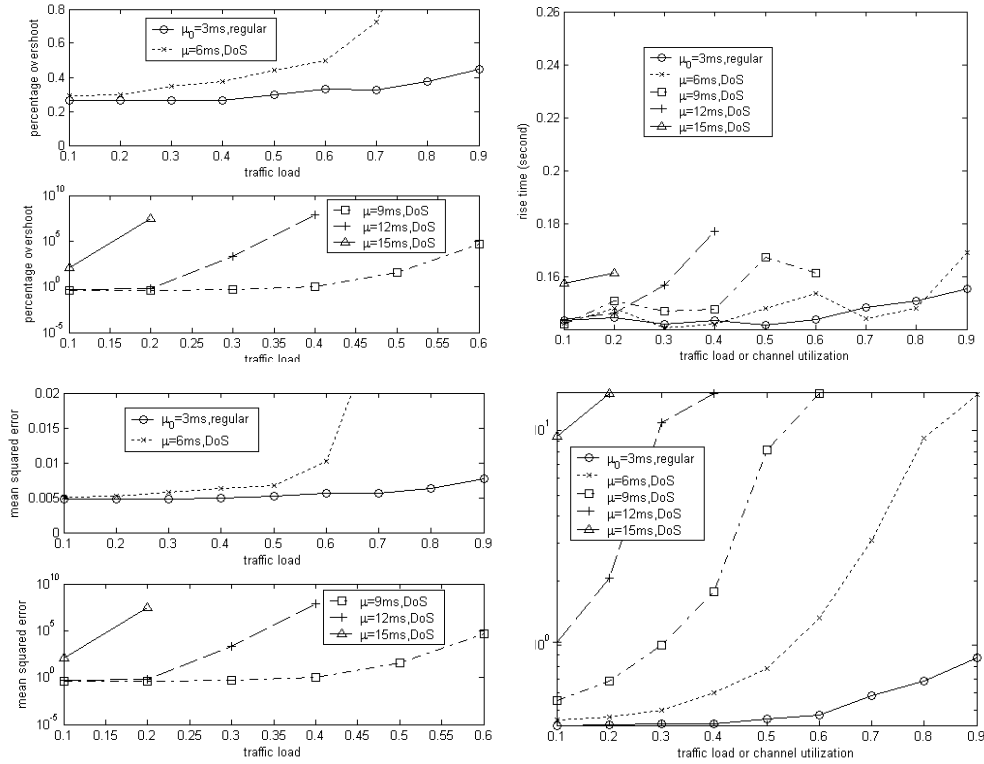 0.8
0.6
0.4
0.2
0
percentage overshoot
μ₀=3ms,regular
μ=6ms,DoS
0.1 0.2 0.3 0.4 0.5 0.6 0.7 0.8 0.9
traffic load
10^10
10^5
10^0
10^-5
percentage overshoot
μ=9ms,DoS
μ=12ms,DoS
μ=15ms,DoS
0.1 0.15 0.2 0.25 0.3 0.35 0.4 0.45 0.5 0.55 0.6
traffic load
0.26
0.24
0.22
0.2
0.18
0.16
rise time (second)
μ₀=3ms,regular
μ=6ms,DoS
μ=9ms,DoS
μ=12ms,DoS
μ=15ms,DoS
0.1 0.2 0.3 0.4 0.5 0.6 0.7 0.8 0.9
traffic load or channel utilization
0.02
0.015
0.01
0.005
0
mean squared error
μ₀=3ms,regular
μ=6ms,DoS
0.1 0.2 0.3 0.4 0.5 0.6 0.7 0.8 0.9
traffic load
10^10
10^5
10^0
10^-5
mean squared error
μ=9ms,DoS
μ=12ms,DoS
μ=15ms,DoS
0.1 0.15 0.2 0.25 0.3 0.35 0.4 0.45 0.5 0.55 0.6
traffic load
10^1
10^0
μ₀=3ms,regular
μ=6ms,DoS
μ=9ms,DoS
μ=12ms,DoS
μ=15ms,DoS
0.1 0.2 0.3 0.4 0.5 0.6 0.7 0.8 0.9
traffic load or channel utilization